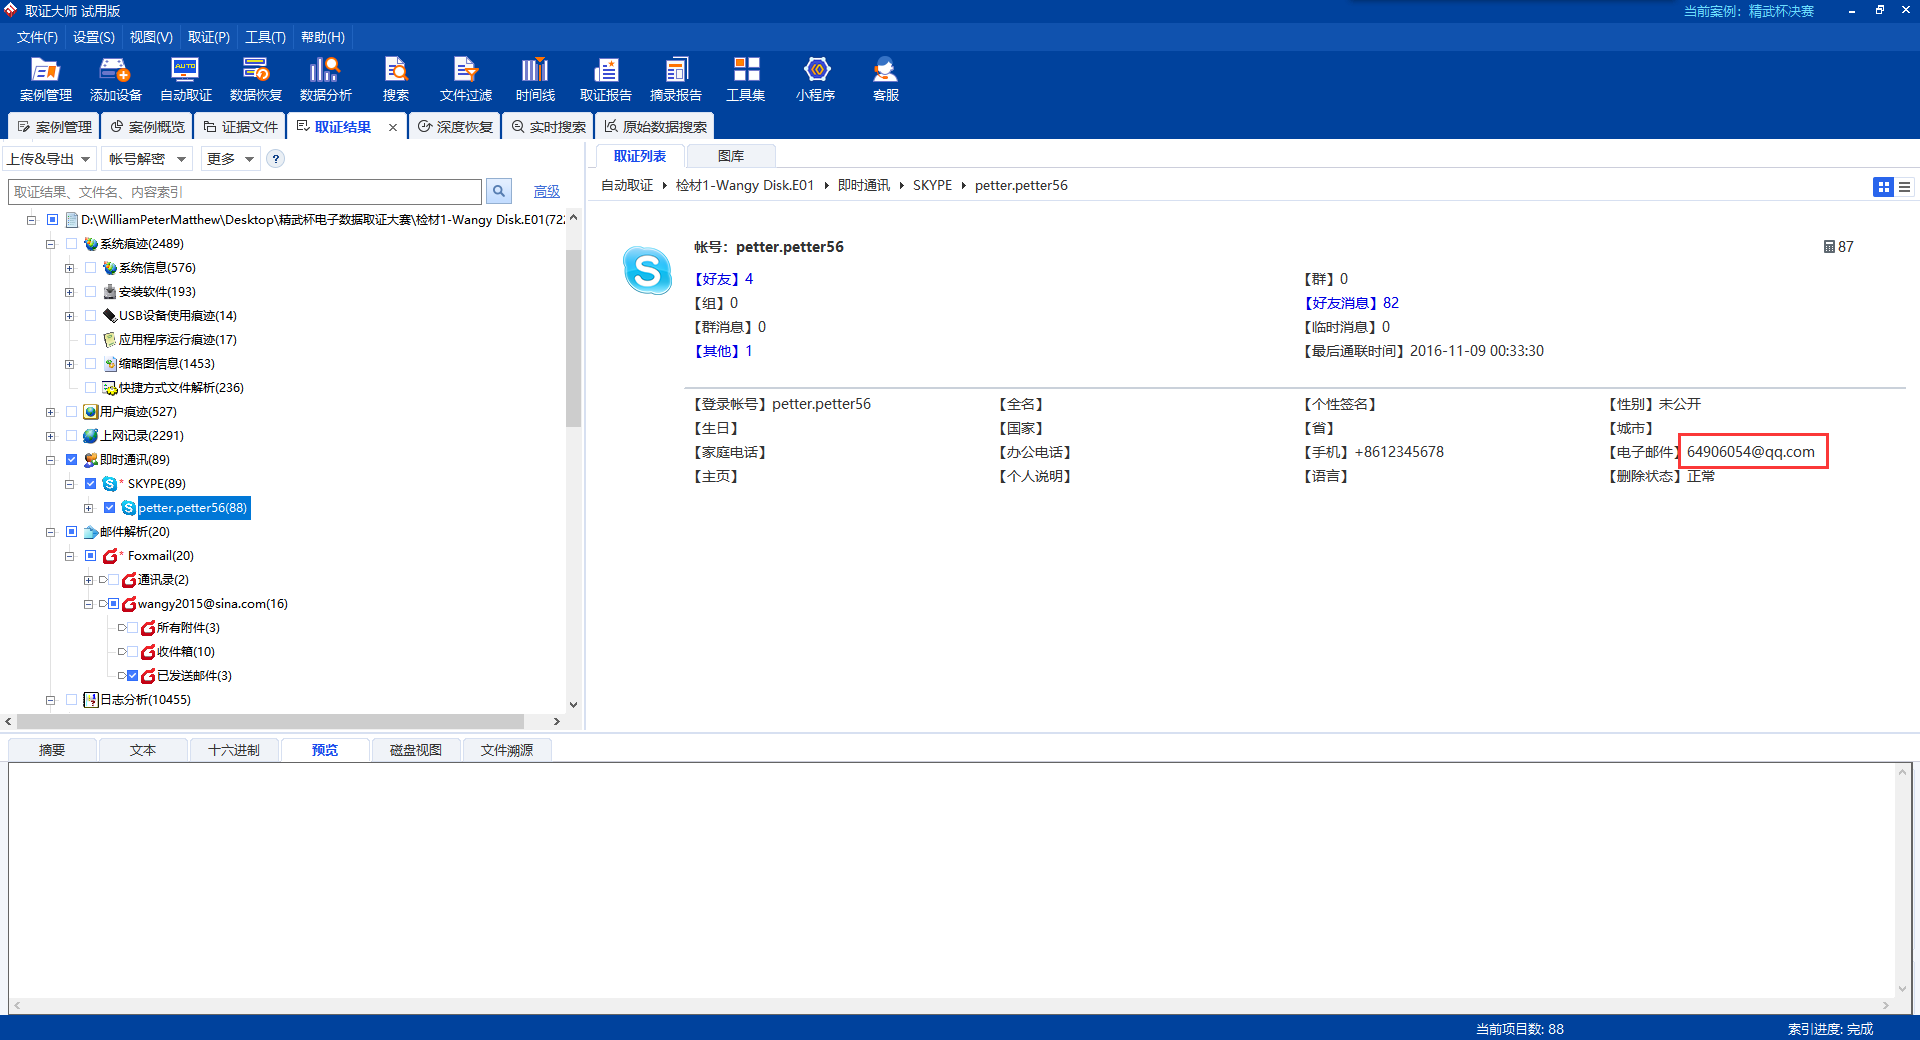 取证大师 试用版
当前案例：精武杯决赛
文件(F) 设置(S) 视图(V) 取证(P) 工具(T) 帮助(H)
案例管理 添加设备 自动取证 数据恢复 数据分析 搜索 文件过滤 时间线 取证报告 摘录报告 工具集 小程序 客服
案例管理 案例概览 证据文件 取证结果 × 深度恢复 实时搜索 原始数据搜索
上传&导出 帐号解密 更多 ?
取证结果、文件名、内容索引 高级
D:\WilliamPeterMatthew\Desktop\精武杯电子数据取证大赛\检材1-Wangy Disk.E01(72
系统痕迹(2489)
系统信息(576)
安装软件(193)
USB设备使用痕迹(14)
应用程序运行痕迹(17)
缩略图信息(1453)
快捷方式文件解析(236)
用户痕迹(527)
上网记录(2291)
即时通讯(89)
* SKYPE(89)
petter.petter56(88)
邮件解析(20)
* Foxmail(20)
通讯录(2)
wangy2015@sina.com(16)
所有附件(3)
收件箱(10)
已发送邮件(3)
日志分析(10455)
取证列表 图库
自动取证 检材1-Wangy Disk.E01 即时通讯 SKYPE petter.petter56
帐号：petter.petter56 87
【好友】4 【群】0
【组】0 【好友消息】82
【群消息】0 【临时消息】0
【其他】1 【最后通联时间】2016-11-09 00:33:30
【登录帐号】petter.petter56 【全名】 【个性签名】 【性别】未公开
【生日】 【国家】 【省】 【城市】
【家庭电话】 【办公电话】 【手机】+8612345678 【电子邮件】64906054@qq.com
【主页】 【个人说明】 【语言】 【删除状态】正常
摘要 文本 十六进制 预览 磁盘视图 文件溯源
当前项目数: 88 索引进度: 完成